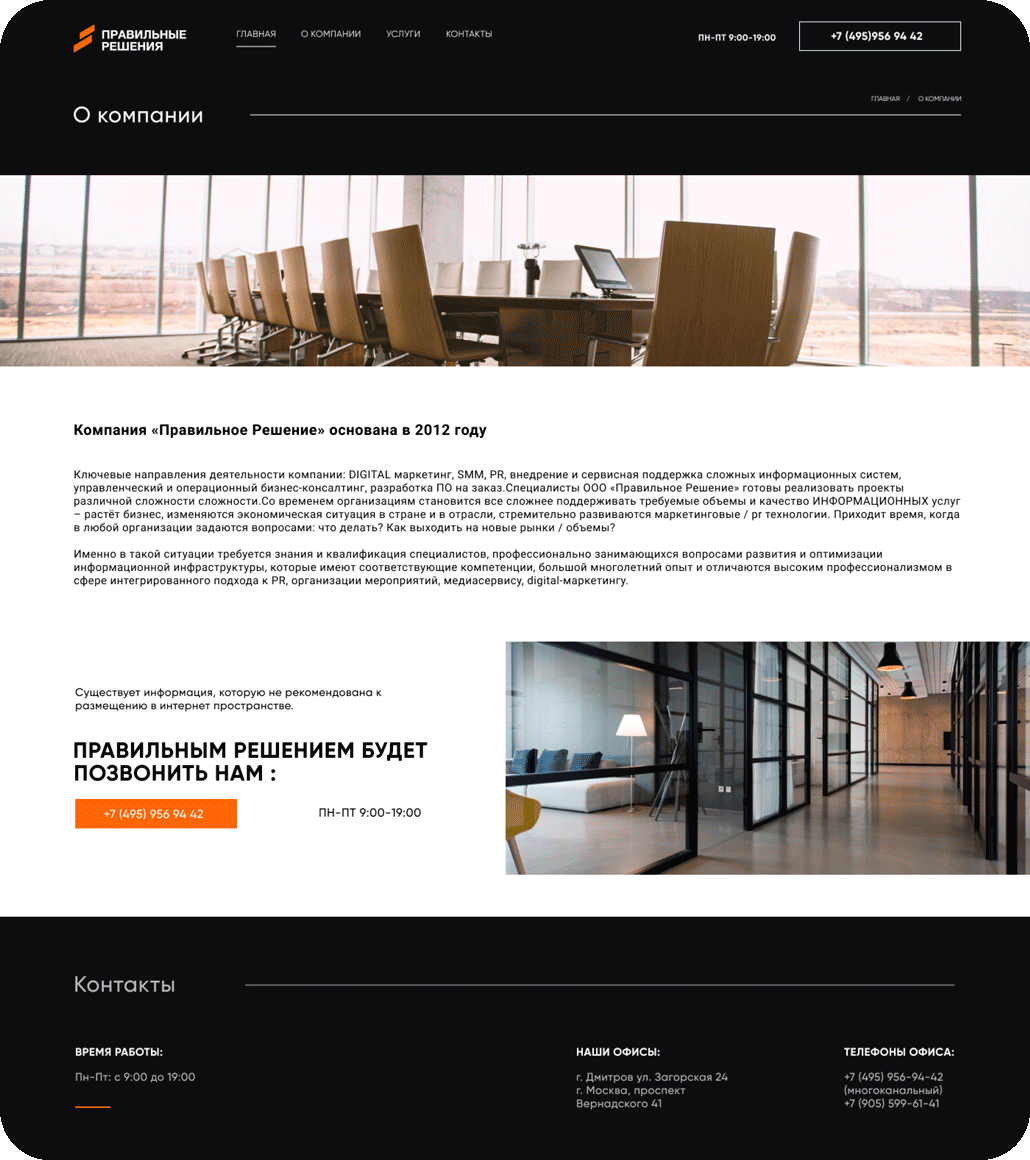 ПРАВИЛЬНЫЕ
РЕШЕНИЯ
ГЛАВНАЯ О КОМПАНИИ УСЛУГИ КОНТАКТЫ
ПН-ПТ 9:00-19:00
+7 (495)956 94 42
ГЛАВНАЯ / О КОМПАНИИ
О компании
Компания «Правильное Решение» основана в 2012 году
Ключевые направления деятельности компании: DIGITAL маркетинг, SMM, PR, внедрение и сервисная поддержка сложных информационных систем,
управленческий и операционный бизнес-консалтинг, разработка ПО на заказ.Специалисты ООО «Правильное Решение» готовы реализовать проекты
различной сложности сложности.Со временем организациям становится все сложнее поддерживать требуемые объемы и качество ИНФОРМАЦИОННЫХ услуг
– растёт бизнес, изменяются экономическая ситуация в стране и в отрасли, стремительно развиваются маркетинговые / pr технологии. Приходит время, когда
в любой организации задаются вопросами: что делать? Как выходить на новые рынки / объемы?
Именно в такой ситуации требуется знания и квалификация специалистов, профессионально занимающихся вопросами развития и оптимизации
информационной инфраструктуры, которые имеют соответствующие компетенции, большой многолетний опыт и отличаются высоким профессионализмом в
сфере интегрированного подхода к PR, организации мероприятий, медиасервису, digital-маркетингу.
Существует информация, которую не рекомендована к
размещению в интернет пространстве.
ПРАВИЛЬНЫМ РЕШЕНИЕМ БУДЕТ
ПОЗВОНИТЬ НАМ :
+7 (495) 956 94 42
ПН-ПТ 9:00-19:00
Контакты
ВРЕМЯ РАБОТЫ:
Пн-Пт: с 9:00 до 19:00
НАШИ ОФИСЫ:
г. Дмитров ул. Загорская 24
г. Москва, проспект
Вернадского 41
ТЕЛЕФОНЫ ОФИСА:
+7 (495) 956-94-42
(многоканальный)
+7 (905) 599-61-41